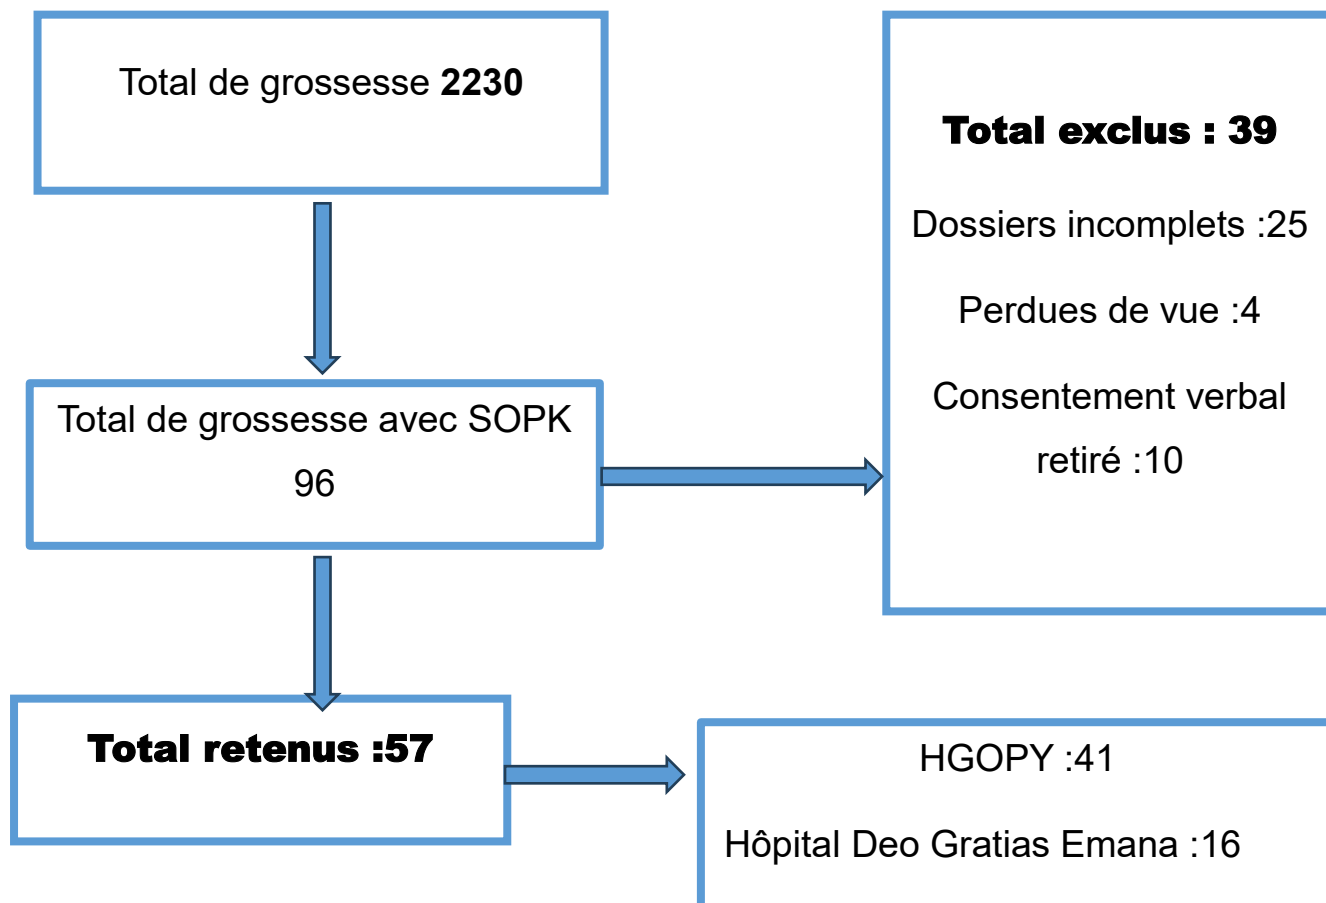 Total de grossesse 2230
Total exclus : 39
Dossiers incomplets :25
Perdues de vue :4
Consentement verbal
retiré :10
Total de grossesse avec SOPK
96
Total retenus :57
HGOPY :41
Hôpital Deo Gratias Emana :16